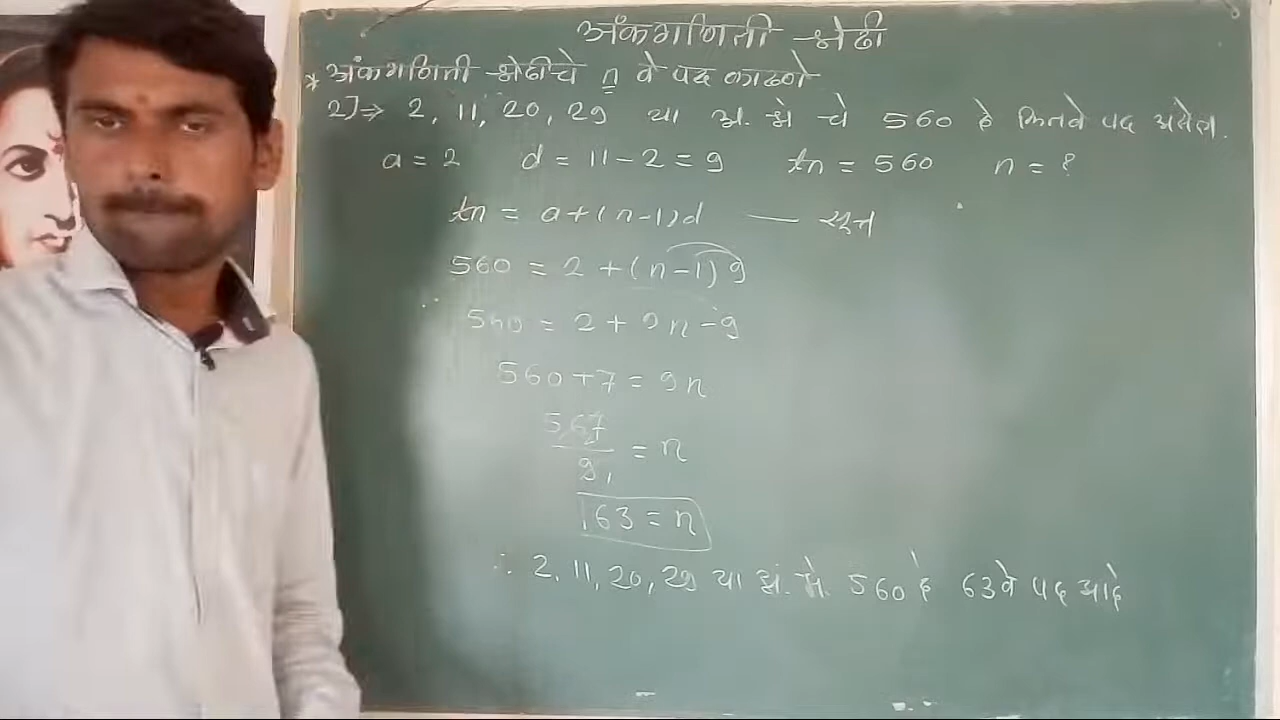 अंकगणिती श्रेढी
* अंकगणिती श्रेढीचे n वे पद काढणे
2] ⇒ 2, 11, 20, 29 या अं. श्रे चे 560 हे कितवे पद असेल.
a = 2 d = 11 - 2 = 9 tn = 560 n = ?
tn = a + (n - 1) d — सूत्र
560 = 2 + (n - 1) 9
560 = 2 + 9n - 9
560 + 7 = 9n
567/9 = n
63 = n
∴ 2, 11, 20, 29 या अं. श्रे. 560 हे 63 वे पद आहे